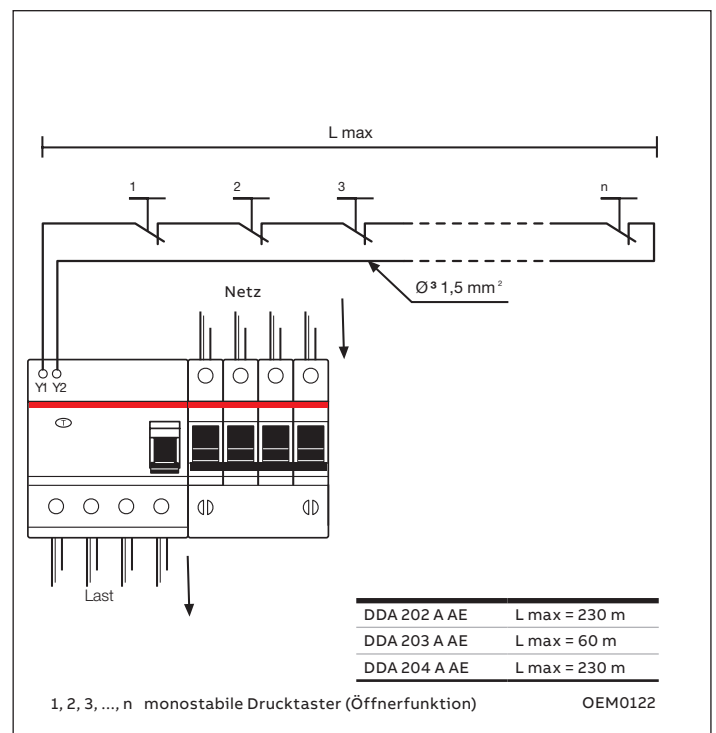 L max
1 2 3 n
Ø ³ 1,5 mm²
Netz
Y1 Y2
T
Last
DDA 202 A AE L max = 230 m
DDA 203 A AE L max = 60 m
DDA 204 A AE L max = 230 m
1, 2, 3, ..., n monostabile Drucktaster (Öffnerfunktion) OEM0122